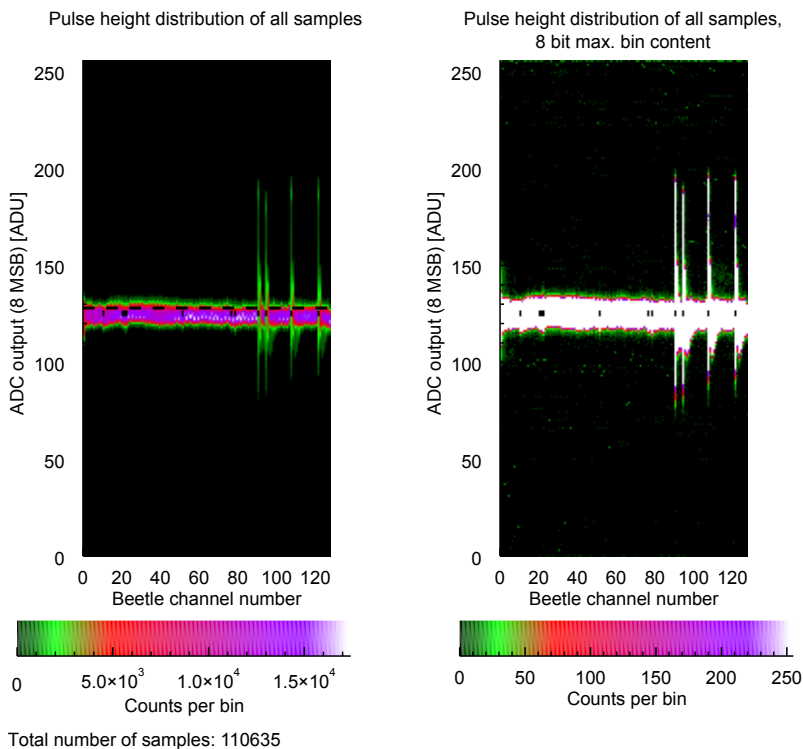 Pulse height distribution of all samples
250
200
150
100
50
0
ADC output (8 MSB) [ADU]
0 20 40 60 80 100 120
Beetle channel number
0 5.0×10³ 1.0×10⁴ 1.5×10⁴
Counts per bin
Total number of samples: 110635
Pulse height distribution of all samples,
8 bit max. bin content
250
200
150
100
50
0
ADC output (8 MSB) [ADU]
0 20 40 60 80 100 120
Beetle channel number
0 50 100 150 200 250
Counts per bin